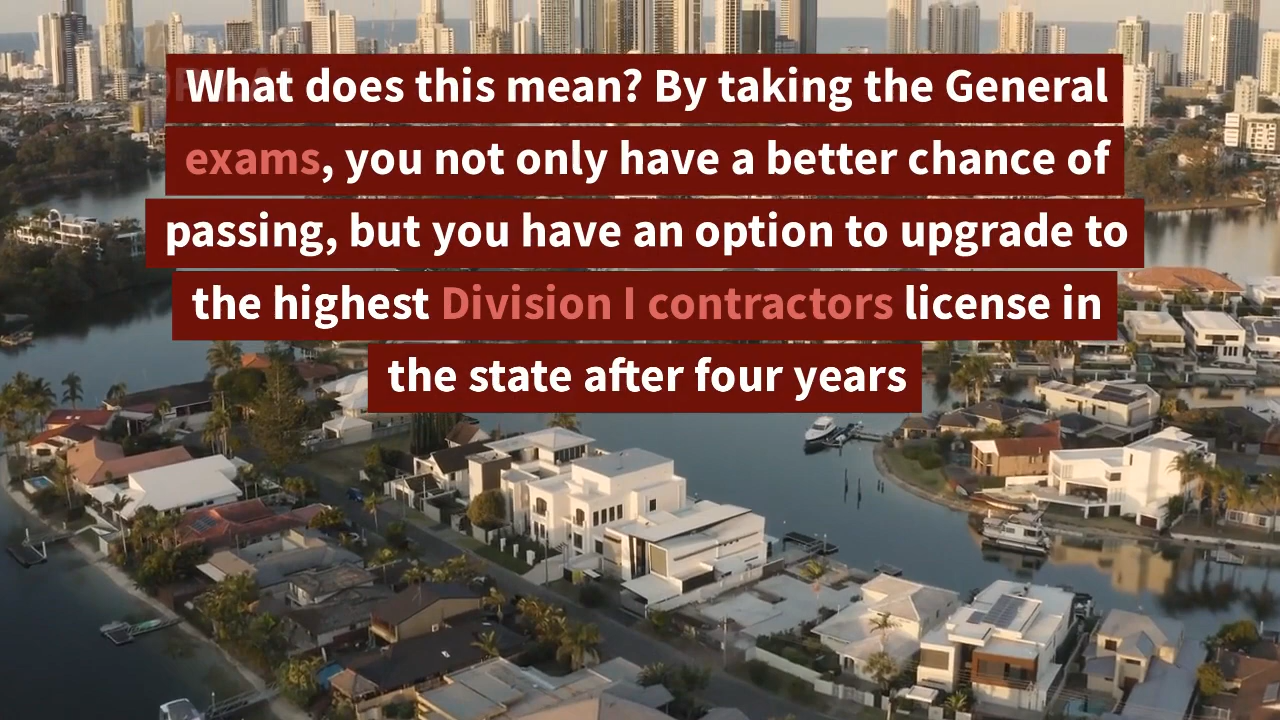 What does this mean? By taking the General
exams, you not only have a better chance of
passing, but you have an option to upgrade to
the highest Division I contractors license in
the state after four years